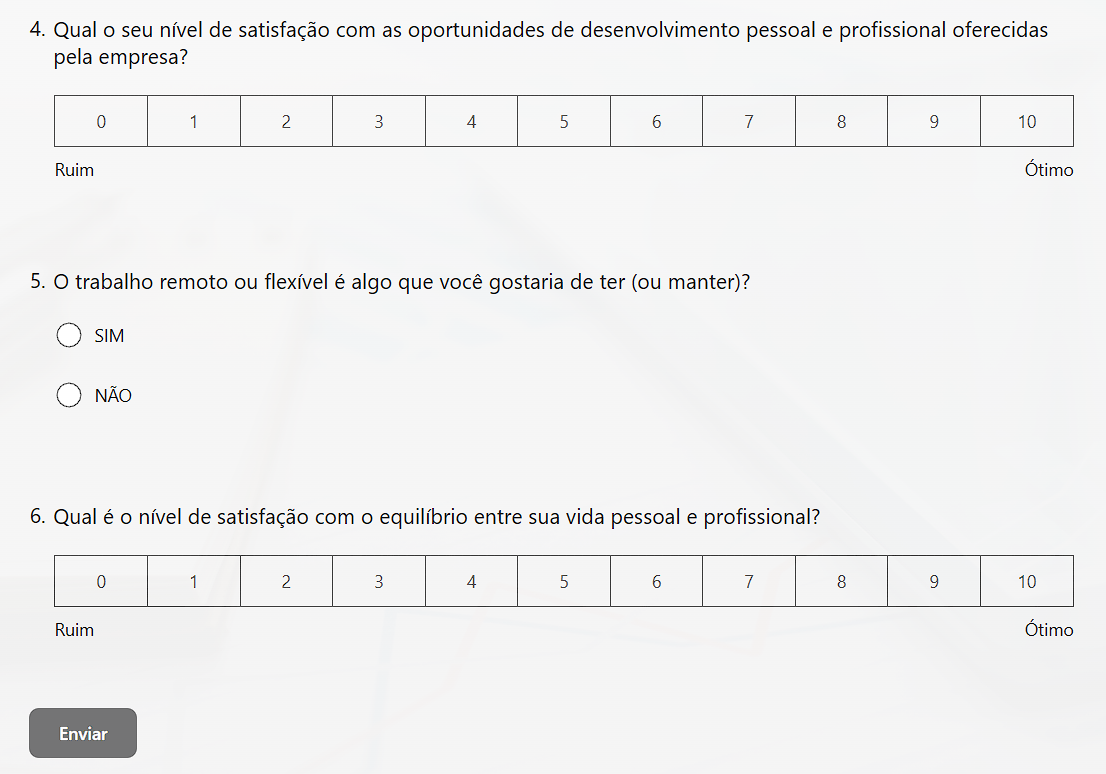 4. Qual o seu nível de satisfação com as oportunidades de desenvolvimento pessoal e profissional oferecidas
pela empresa?
0 1 2 3 4 5 6 7 8 9 10
Ruim Ótimo
5. O trabalho remoto ou flexível é algo que você gostaria de ter (ou manter)?
SIM
NÃO
6. Qual é o nível de satisfação com o equilíbrio entre sua vida pessoal e profissional?
0 1 2 3 4 5 6 7 8 9 10
Ruim Ótimo
Enviar